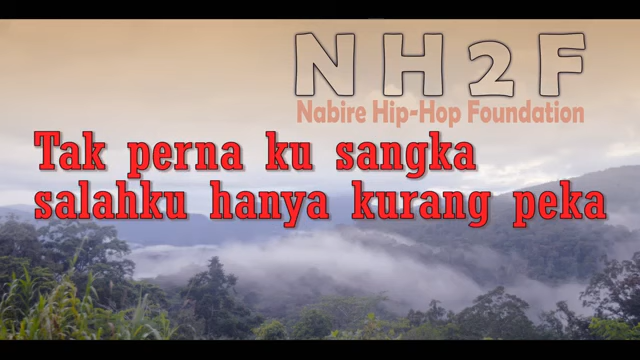 NH2F
Nabire Hip-Hop Foundation
Tak perna ku sangka
salahku hanya kurang peka